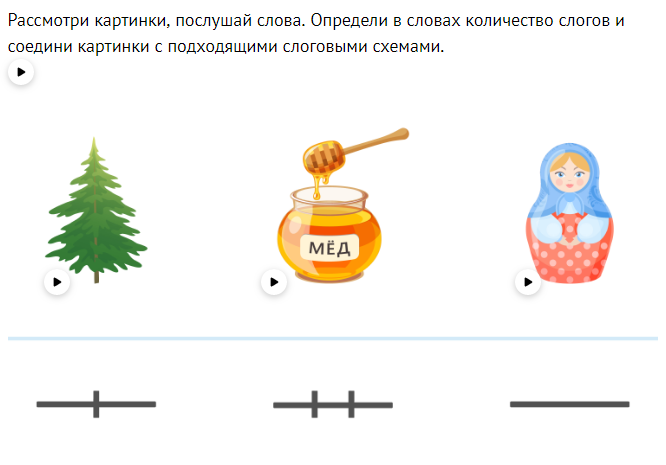 Рассмотри картинки, послушай слова. Определи в словах количество слогов и
соедини картинки с подходящими слоговыми схемами.
МЁД